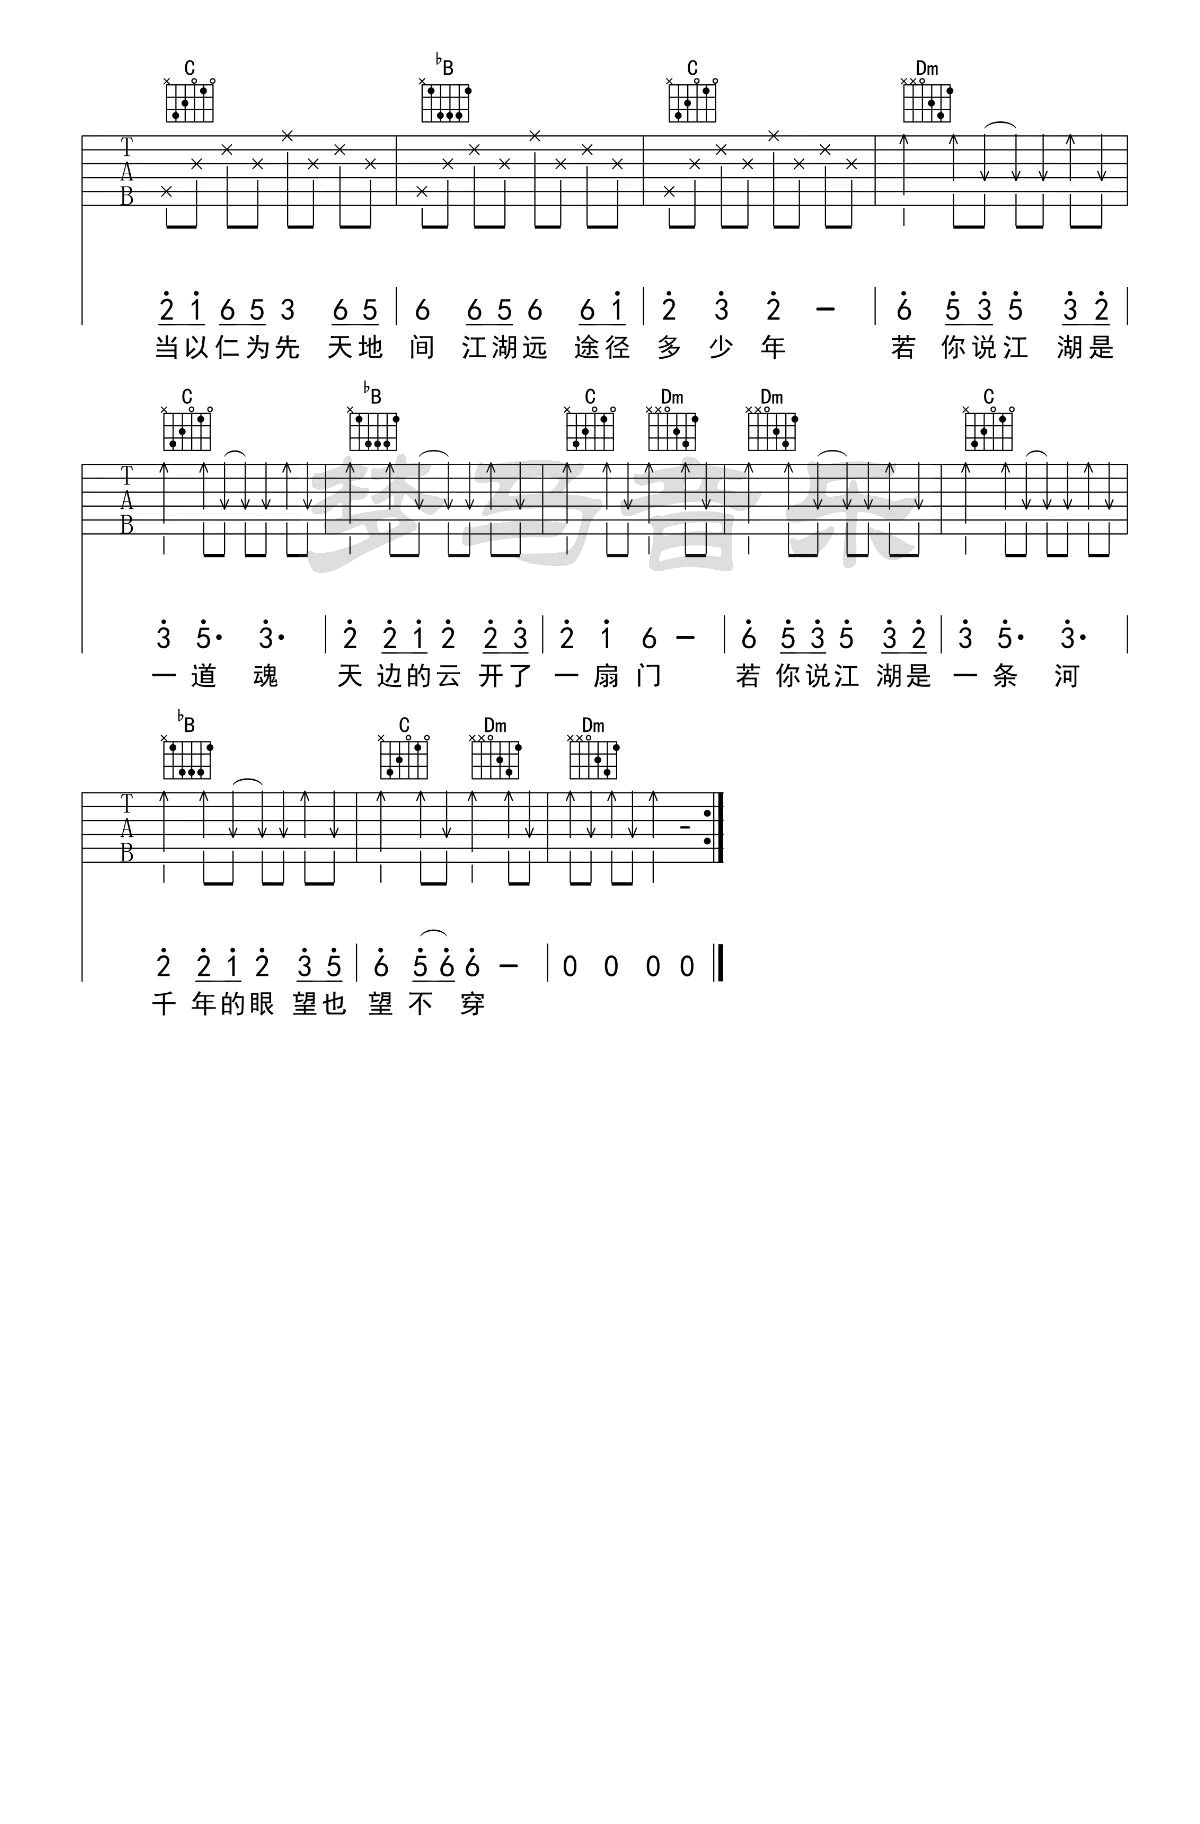 C ♭B C Dm
T A B
2 1 6 5 3 6 5 6 6 5 6 6 1 2 3 2 - 6 5 3 5 3 2
当以仁为先 天地 间 江湖远 途径 多 少 年 若 你说江 湖是
C ♭B C Dm Dm C
梦马音乐
T A B
3 5· 3· 2 2 1 2 2 3 2 1 6 - 6 5 3 5 3 2 3 5· 3·
一 道 魂 天 边的云 开了 一 扇 门 若 你说江 湖是 一 条 河
♭B C Dm Dm
T A B
2 2 1 2 3 5 6 5 6 6 - 0 0 0 0
千 年的眼 望也 望 不 穿